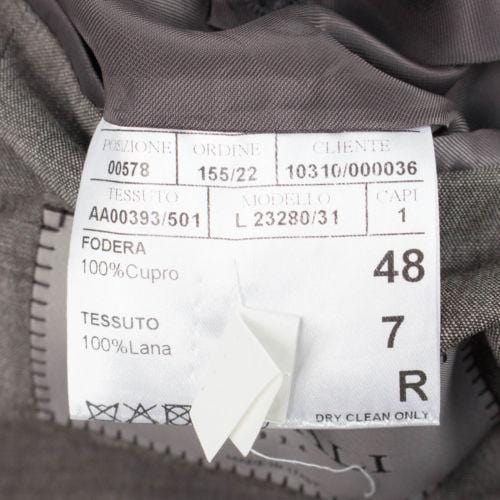 POSIZIONE ORDINE CLIENTE
00578 155/22 10310/000036
TESSUTO MODELLO CAPI
AA00393/501 L 23280/31 1
FODERA
100%Cupro
48
TESSUTO
100%Lana
7
R
DRY CLEAN ONLY